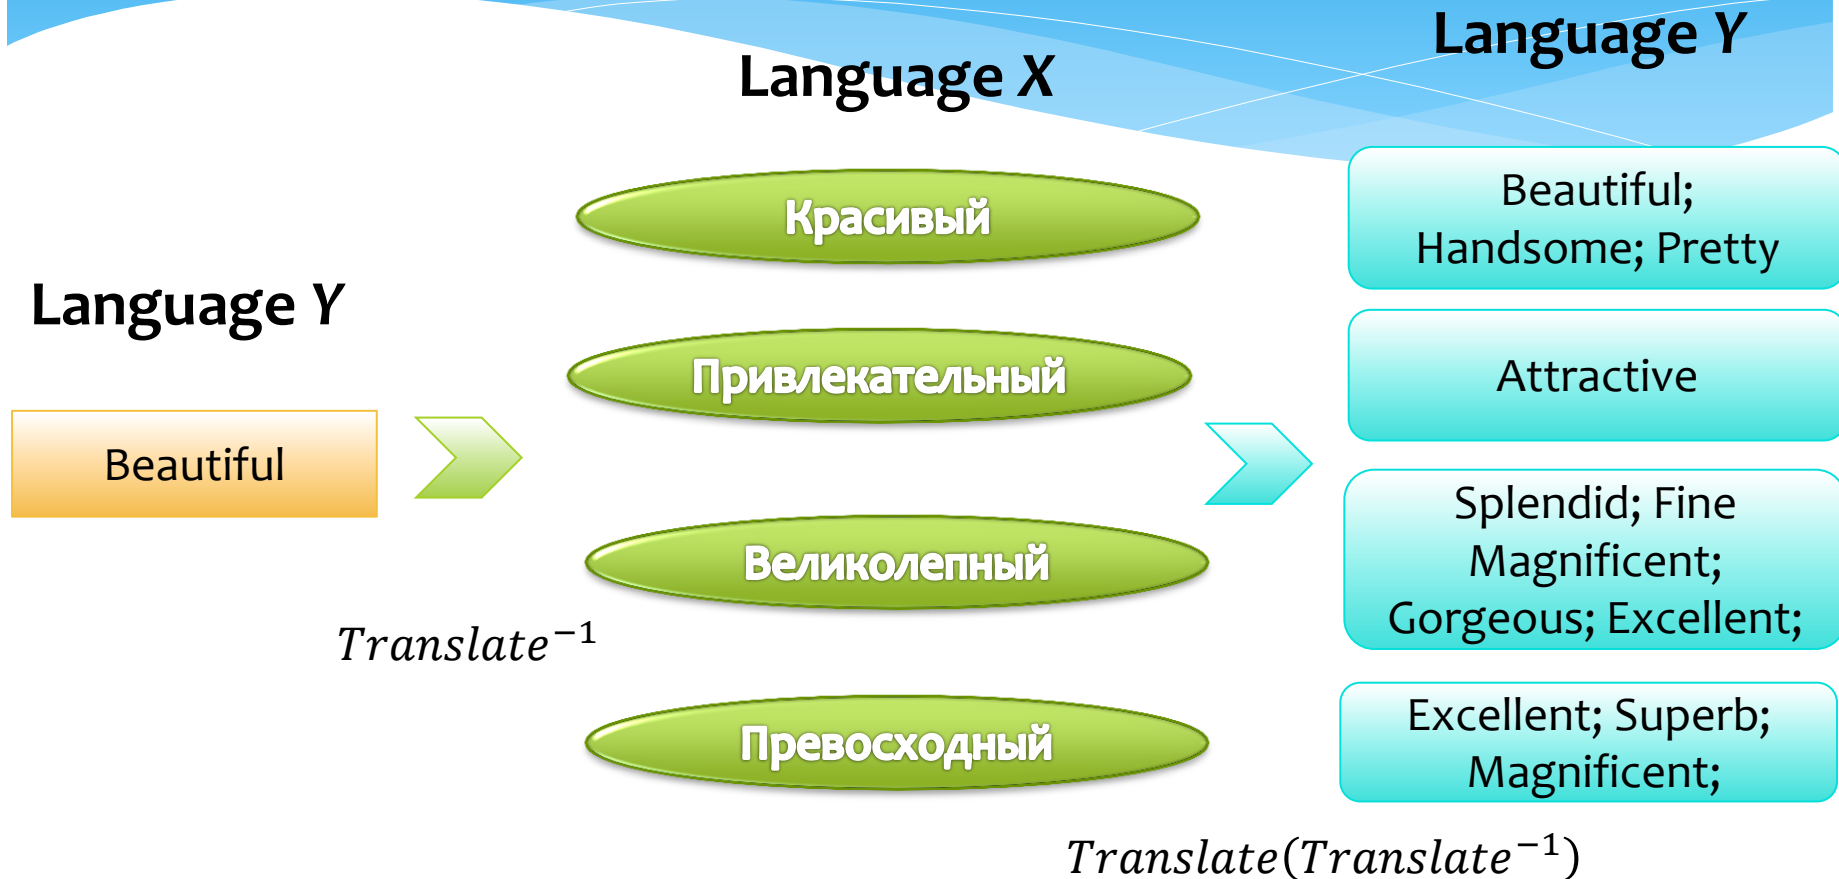 Language Y
Beautiful
Translate⁻¹
Language X
Красивый
Привлекательный
Великолепный
Превосходный
Language Y
Beautiful;
Handsome; Pretty
Attractive
Splendid; Fine
Magnificent;
Gorgeous; Excellent;
Excellent; Superb;
Magnificent;
Translate(Translate⁻¹)